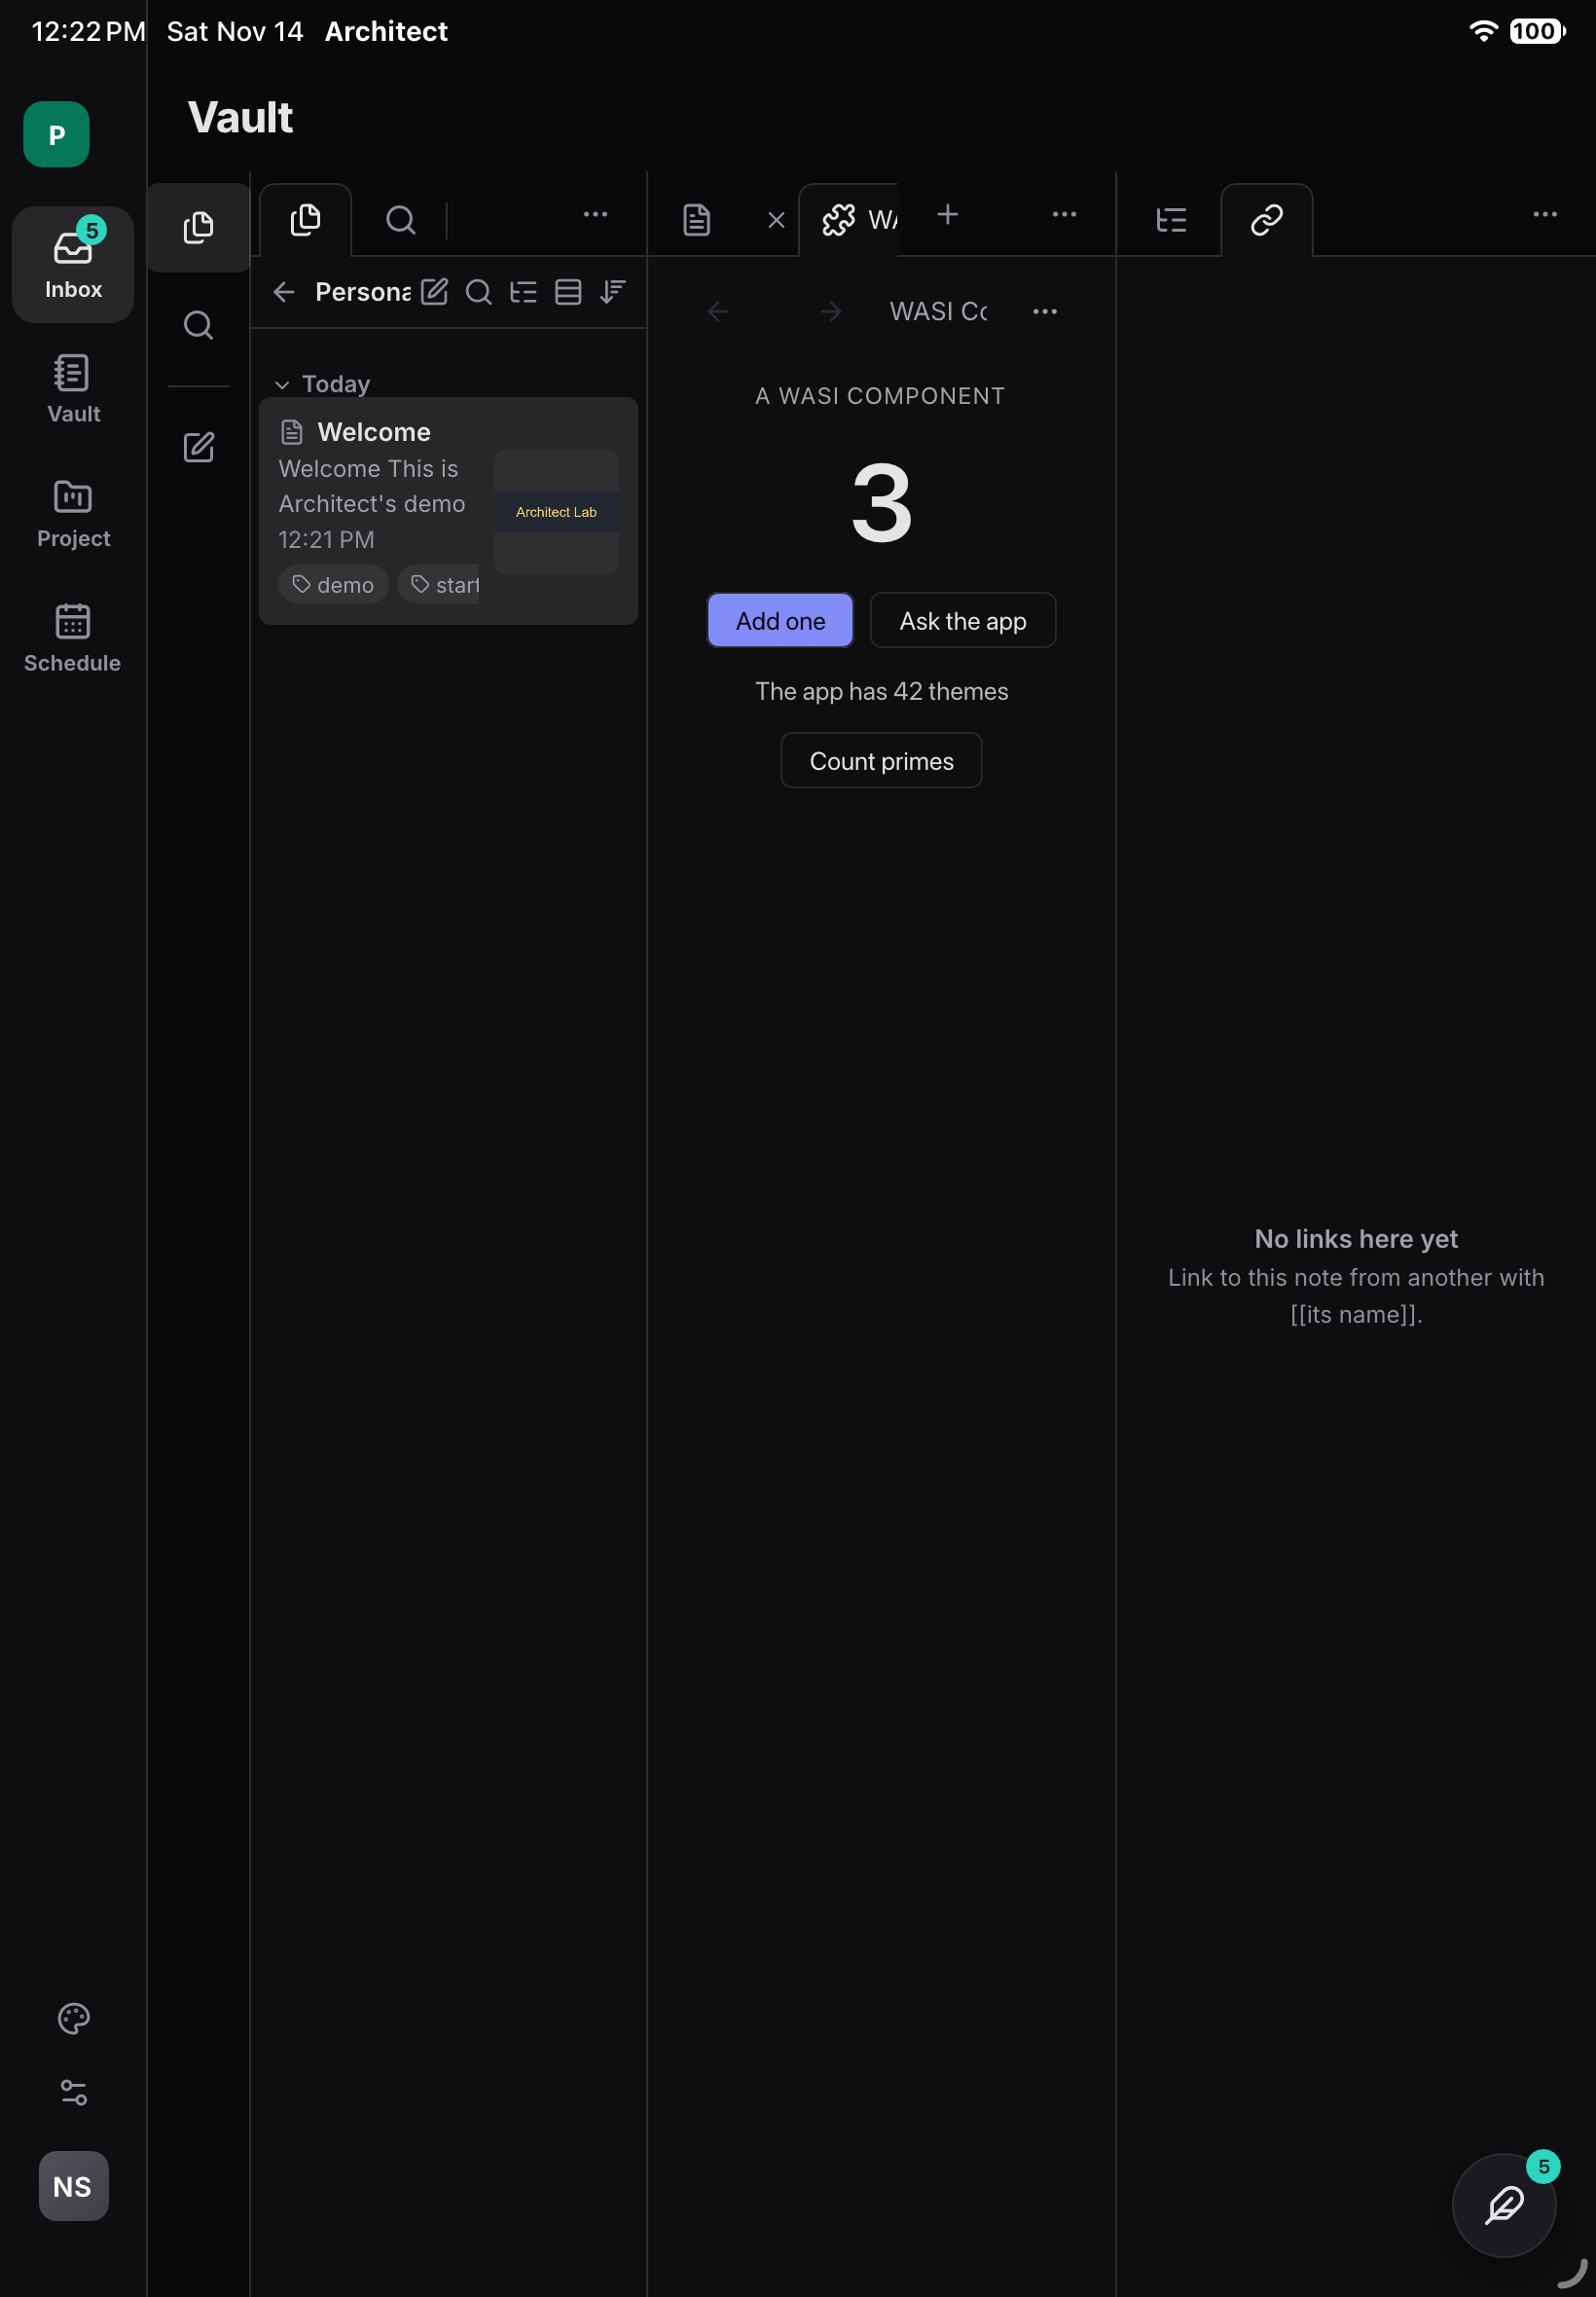 12:22 PM Sat Nov 14 Architect
100
P
Vault
5
Inbox
Vault
Project
Schedule
WA
Persona
WASI Co
Today
Welcome
Welcome This is
Architect's demo
12:21 PM
demo
start
Architect Lab
A WASI COMPONENT
3
Add one
Ask the app
The app has 42 themes
Count primes
No links here yet
Link to this note from another with
[[its name]].
NS
5